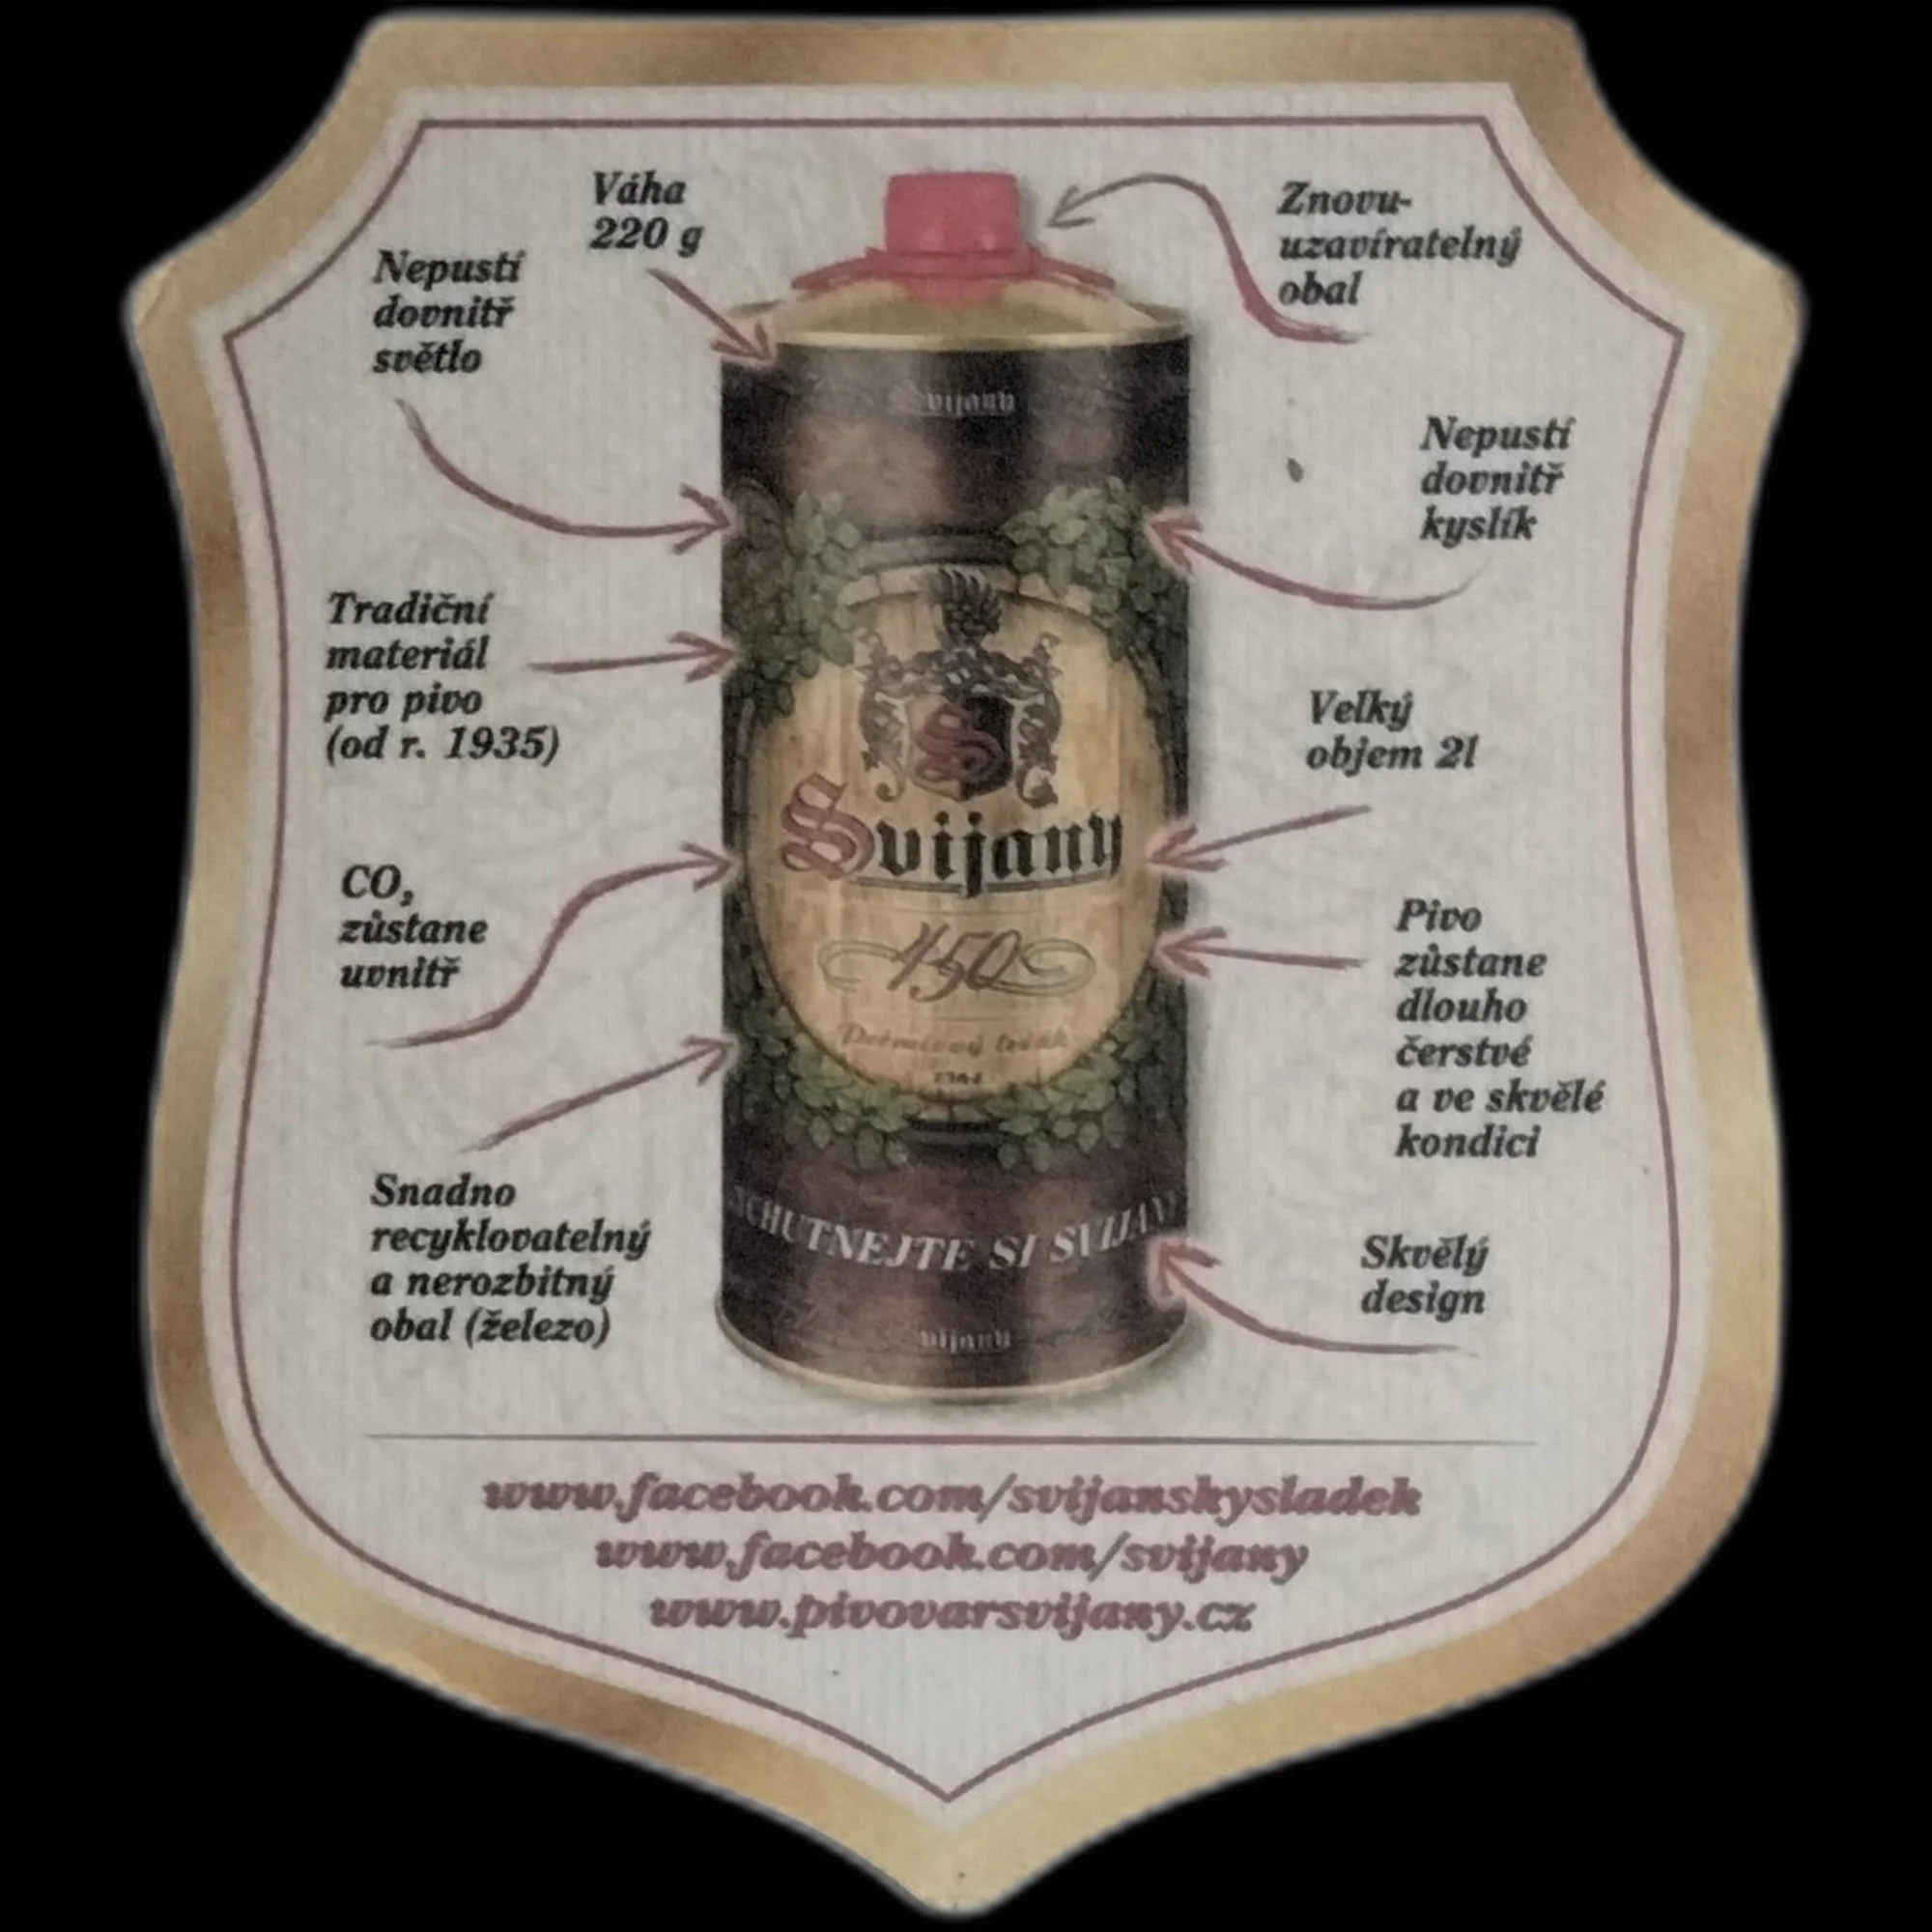 Váha
220 g
Znovu-
uzavíratelný
obal
Nepustí
dovnitř
světlo
Nepustí
dovnitř
kyslík
Tradiční
materiál
pro pivo
(od r. 1935)
Velký
objem 2l
CO₂
zůstane
uvnitř
Pivo
zůstane
dlouho
čerstvé
a ve skvělé
kondici
Snadno
recyklovatelný
a nerozbitný
obal (železo)
Skvělý
design
Svijany
S
Svijany
450
SI
www.facebook.com/svijanskysladek
www.facebook.com/svijany
www.pivovarsvijany.cz